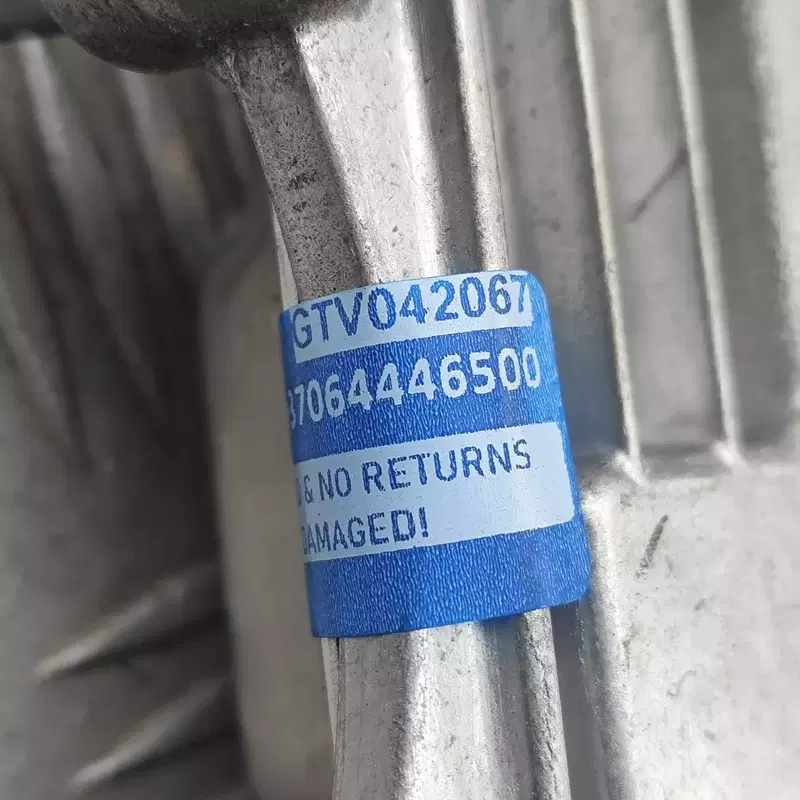 GTV042067
37064446500
& NO RETURNS
DAMAGED!